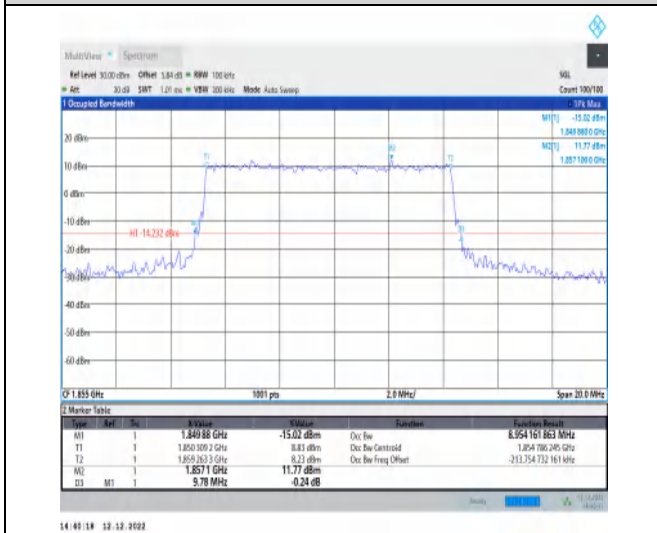 MultiView Spectrum
Ref Level 30.00 dBm Offset 5.84 dB RBW 100 kHz SGL
Att 30 dB SWT 1.01 ms VBW 300 kHz Mode Auto Sweep Count 100/100
1 Occupied Bandwidth 1Pk Max
M1[1] -15.02 dBm
1.849 880 0 GHz
20 dBm
M2[1] 11.77 dBm
1.857 100 0 GHz
M2
T1
T2
10 dBm
0 dBm
-10 dBm
M1
D3
H1 -14.232 dBm
-20 dBm
-30 dBm
-40 dBm
-50 dBm
-60 dBm
CF 1.855 GHz 1001 pts 2.0 MHz/ Span 20.0 MHz
2 Marker Table
Type Ref Trc X-Value Y-Value Function Function Result
M1 1 1.849 88 GHz -15.02 dBm Occ Bw 8.954 161 863 MHz
T1 1 1.850 309 2 GHz 8.83 dBm Occ Bw Centroid 1.854 786 245 GHz
T2 1 1.859 263 3 GHz 8.23 dBm Occ Bw Freq Offset -213.754 732 161 kHz
M2 1 1.857 1 GHz 11.77 dBm
D3 M1 1 9.78 MHz -0.24 dB
Ready
14:40:18 12.12.2022